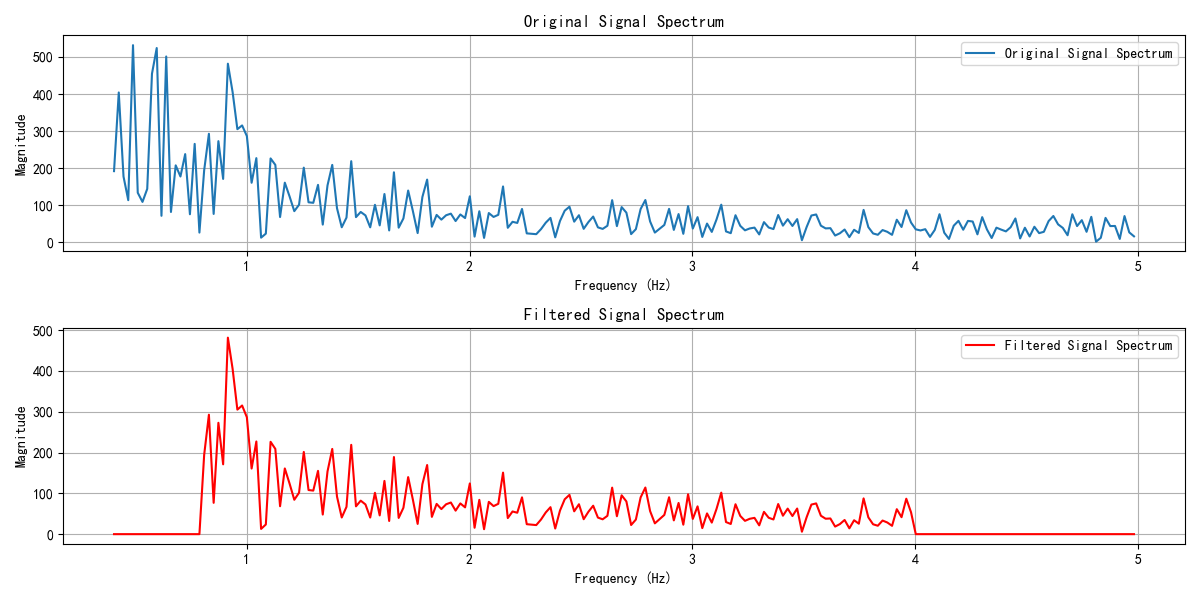 Original Signal Spectrum
Original Signal Spectrum
500
400
300
200
100
0
Magnitude
1 2 3 4 5
Frequency (Hz)
Filtered Signal Spectrum
Filtered Signal Spectrum
500
400
300
200
100
0
Magnitude
1 2 3 4 5
Frequency (Hz)